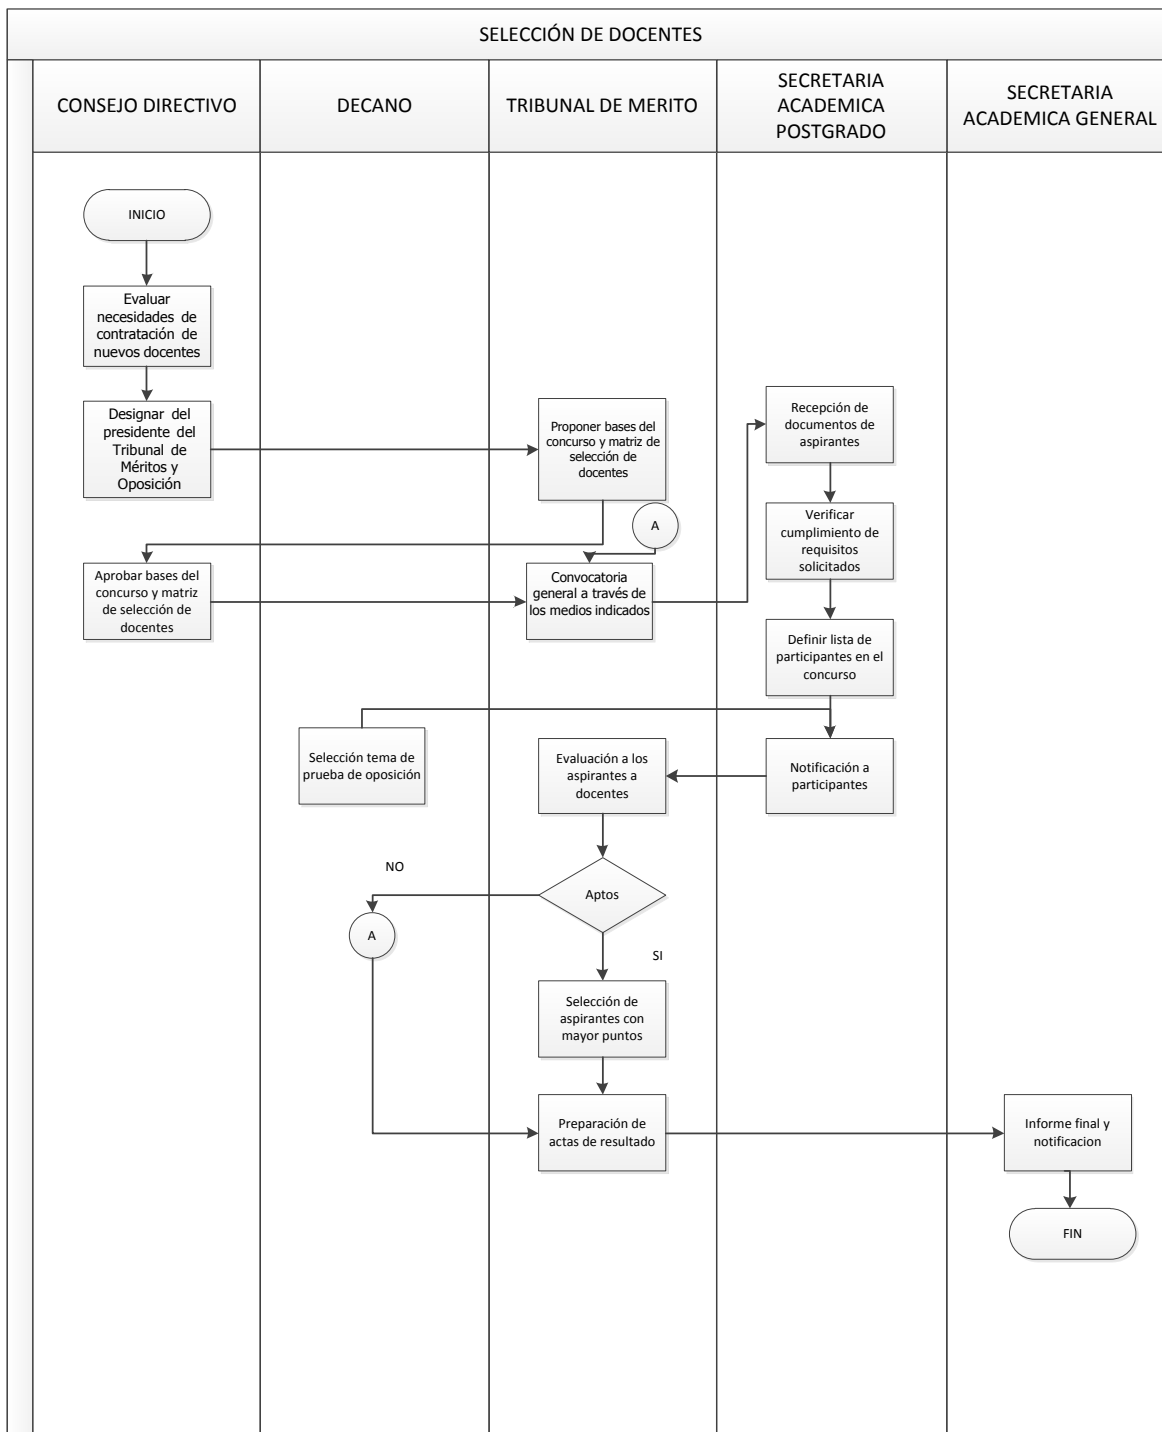 SELECCIÓN DE DOCENTES
CONSEJO DIRECTIVO
DECANO
TRIBUNAL DE MERITO
SECRETARIA
ACADEMICA
POSTGRADO
SECRETARIA
ACADEMICA GENERAL
INICIO
Evaluar
necesidades de
contratación de
nuevos docentes
Designar del
presidente del
Tribunal de
Méritos y
Oposición
Proponer bases del
concurso y matriz de
selección de
docentes
Recepción de
documentos de
aspirantes
A
Verificar
cumplimiento de
requisitos
solicitados
Aprobar bases del
concurso y matriz
de selección de
docentes
Convocatoria
general a través de
los medios indicados
Definir lista de
participantes en el
concurso
Selección tema de
prueba de oposición
Evaluación a los
aspirantes a
docentes
Notificación a
participantes
NO
Aptos
A
SI
Selección de
aspirantes con
mayor puntos
Preparación de
actas de resultado
Informe final y
notificacion
FIN